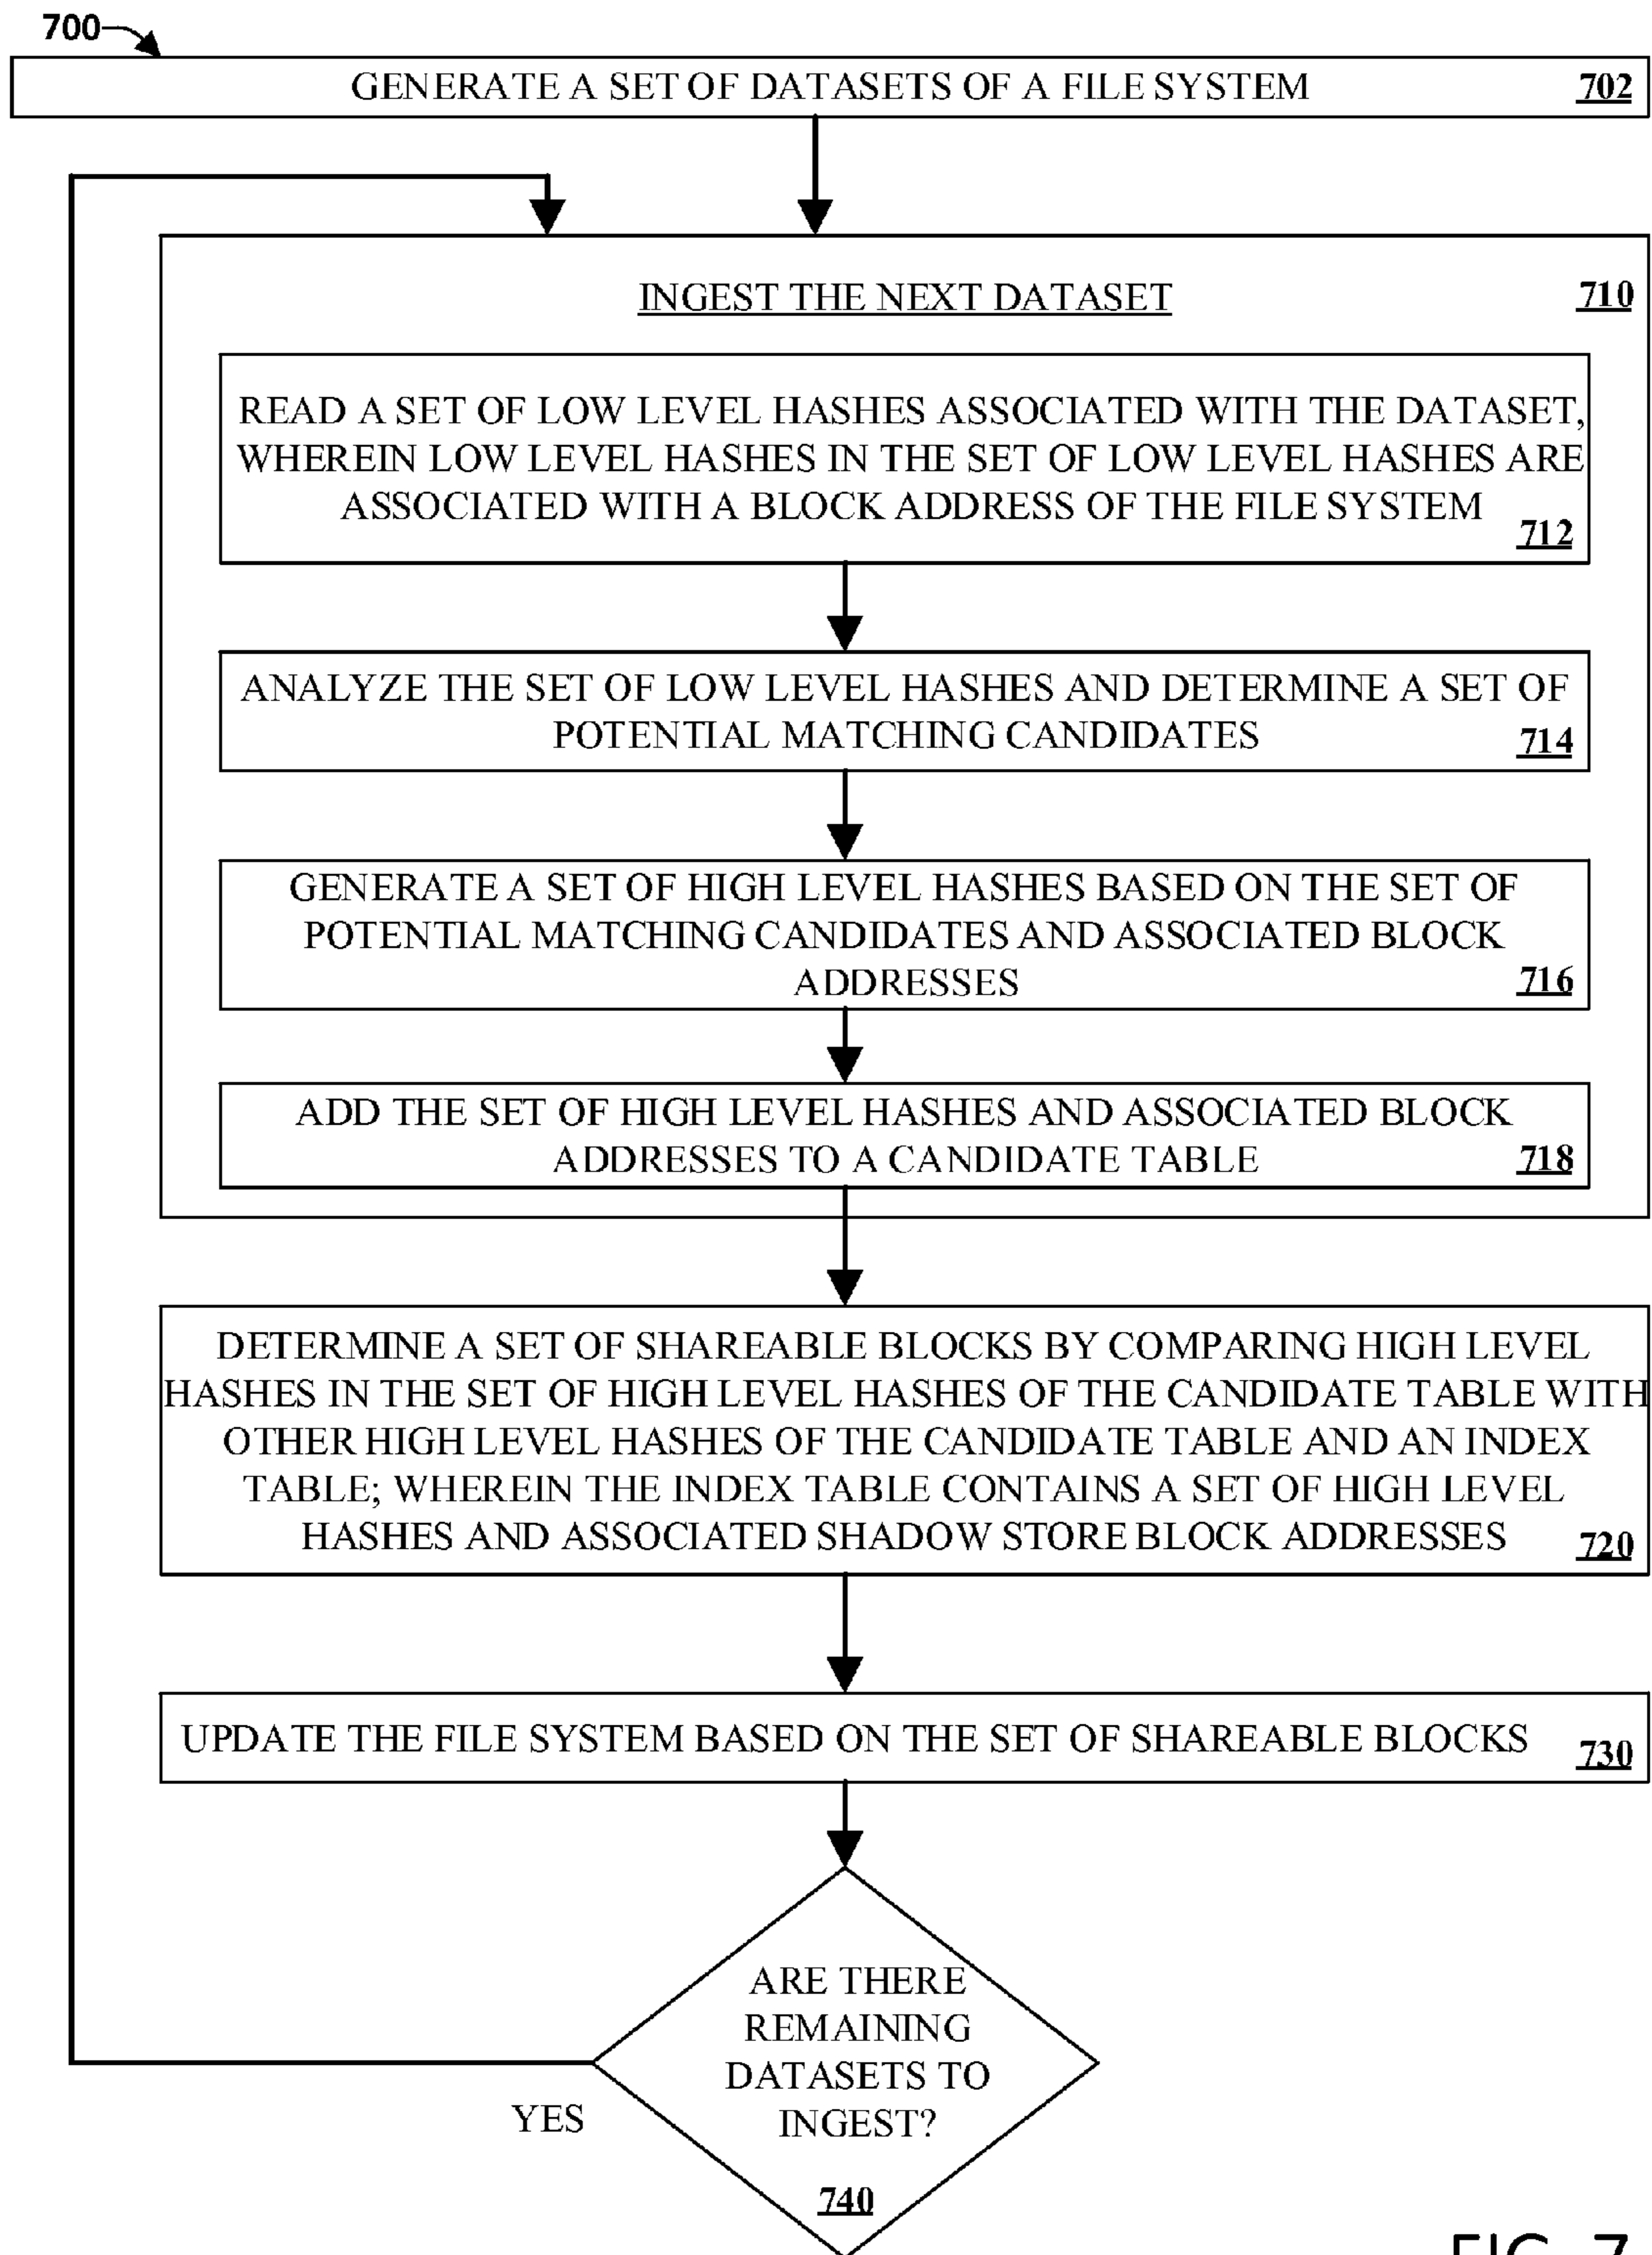 700
GENERATE A SET OF DATASETS OF A FILE SYSTEM 702
INGEST THE NEXT DATASET 710
READ A SET OF LOW LEVEL HASHES ASSOCIATED WITH THE DATASET,
WHEREIN LOW LEVEL HASHES IN THE SET OF LOW LEVEL HASHES ARE
ASSOCIATED WITH A BLOCK ADDRESS OF THE FILE SYSTEM
712
ANALYZE THE SET OF LOW LEVEL HASHES AND DETERMINE A SET OF
POTENTIAL MATCHING CANDIDATES 714
GENERATE A SET OF HIGH LEVEL HASHES BASED ON THE SET OF
POTENTIAL MATCHING CANDIDATES AND ASSOCIATED BLOCK
ADDRESSES 716
ADD THE SET OF HIGH LEVEL HASHES AND ASSOCIATED BLOCK
ADDRESSES TO A CANDIDATE TABLE 718
DETERMINE A SET OF SHAREABLE BLOCKS BY COMPARING HIGH LEVEL
HASHES IN THE SET OF HIGH LEVEL HASHES OF THE CANDIDATE TABLE WITH
OTHER HIGH LEVEL HASHES OF THE CANDIDATE TABLE AND AN INDEX
TABLE; WHEREIN THE INDEX TABLE CONTAINS A SET OF HIGH LEVEL
HASHES AND ASSOCIATED SHADOW STORE BLOCK ADDRESSES 720
UPDATE THE FILE SYSTEM BASED ON THE SET OF SHAREABLE BLOCKS 730
ARE THERE
REMAINING
DATASETS TO
INGEST?
YES
740
FIG. 7